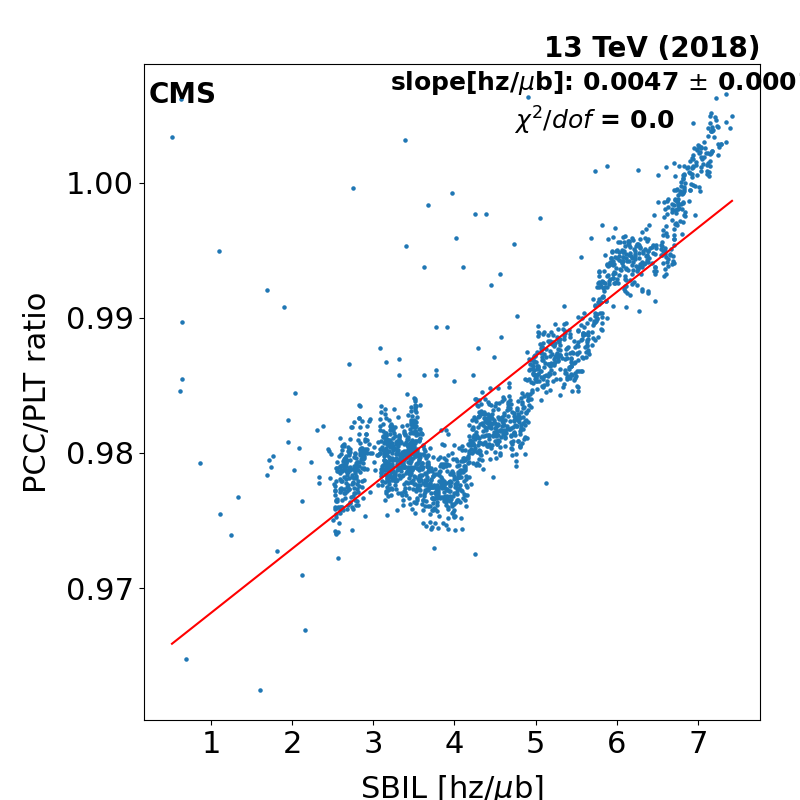 13 TeV (2018)
CMS
slope[hz/μb]: 0.0047 ± 0.000
χ²/dof = 0.0
PCC/PLT ratio
1.00
0.99
0.98
0.97
1 2 3 4 5 6 7
SBIL [hz/μb]